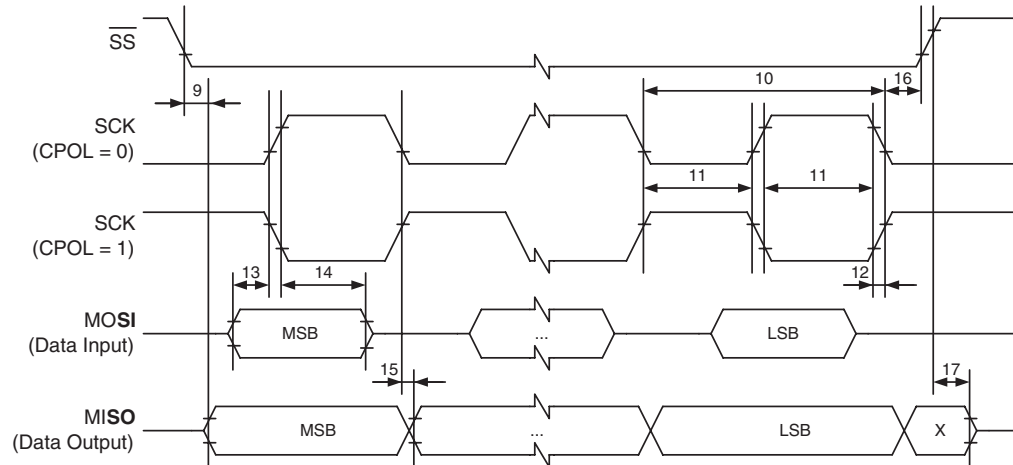 SS
10
16
9
SCK
(CPOL = 0)
11
11
SCK
(CPOL = 1)
13
14
12
MOSI
(Data Input)
MSB
...
LSB
15
17
MISO
(Data Output)
MSB
...
LSB
X